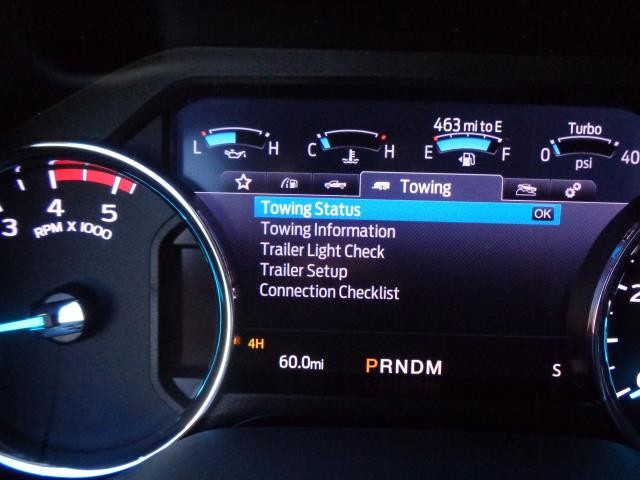 463 mi to E
Turbo
L H C H E F 0 40
psi
Towing
Towing Status OK
Towing Information
Trailer Light Check
Trailer Setup
Connection Checklist
3 4 5
RPM X 1000
4H
60.0mi PRNDM S
2